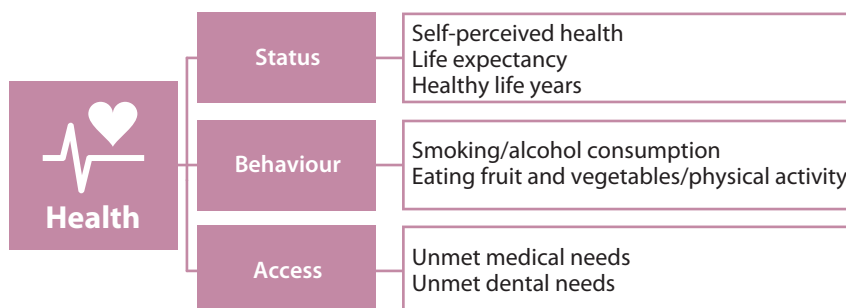 Health
Status
Self-perceived health
Life expectancy
Healthy life years
Behaviour
Smoking/alcohol consumption
Eating fruit and vegetables/physical activity
Access
Unmet medical needs
Unmet dental needs